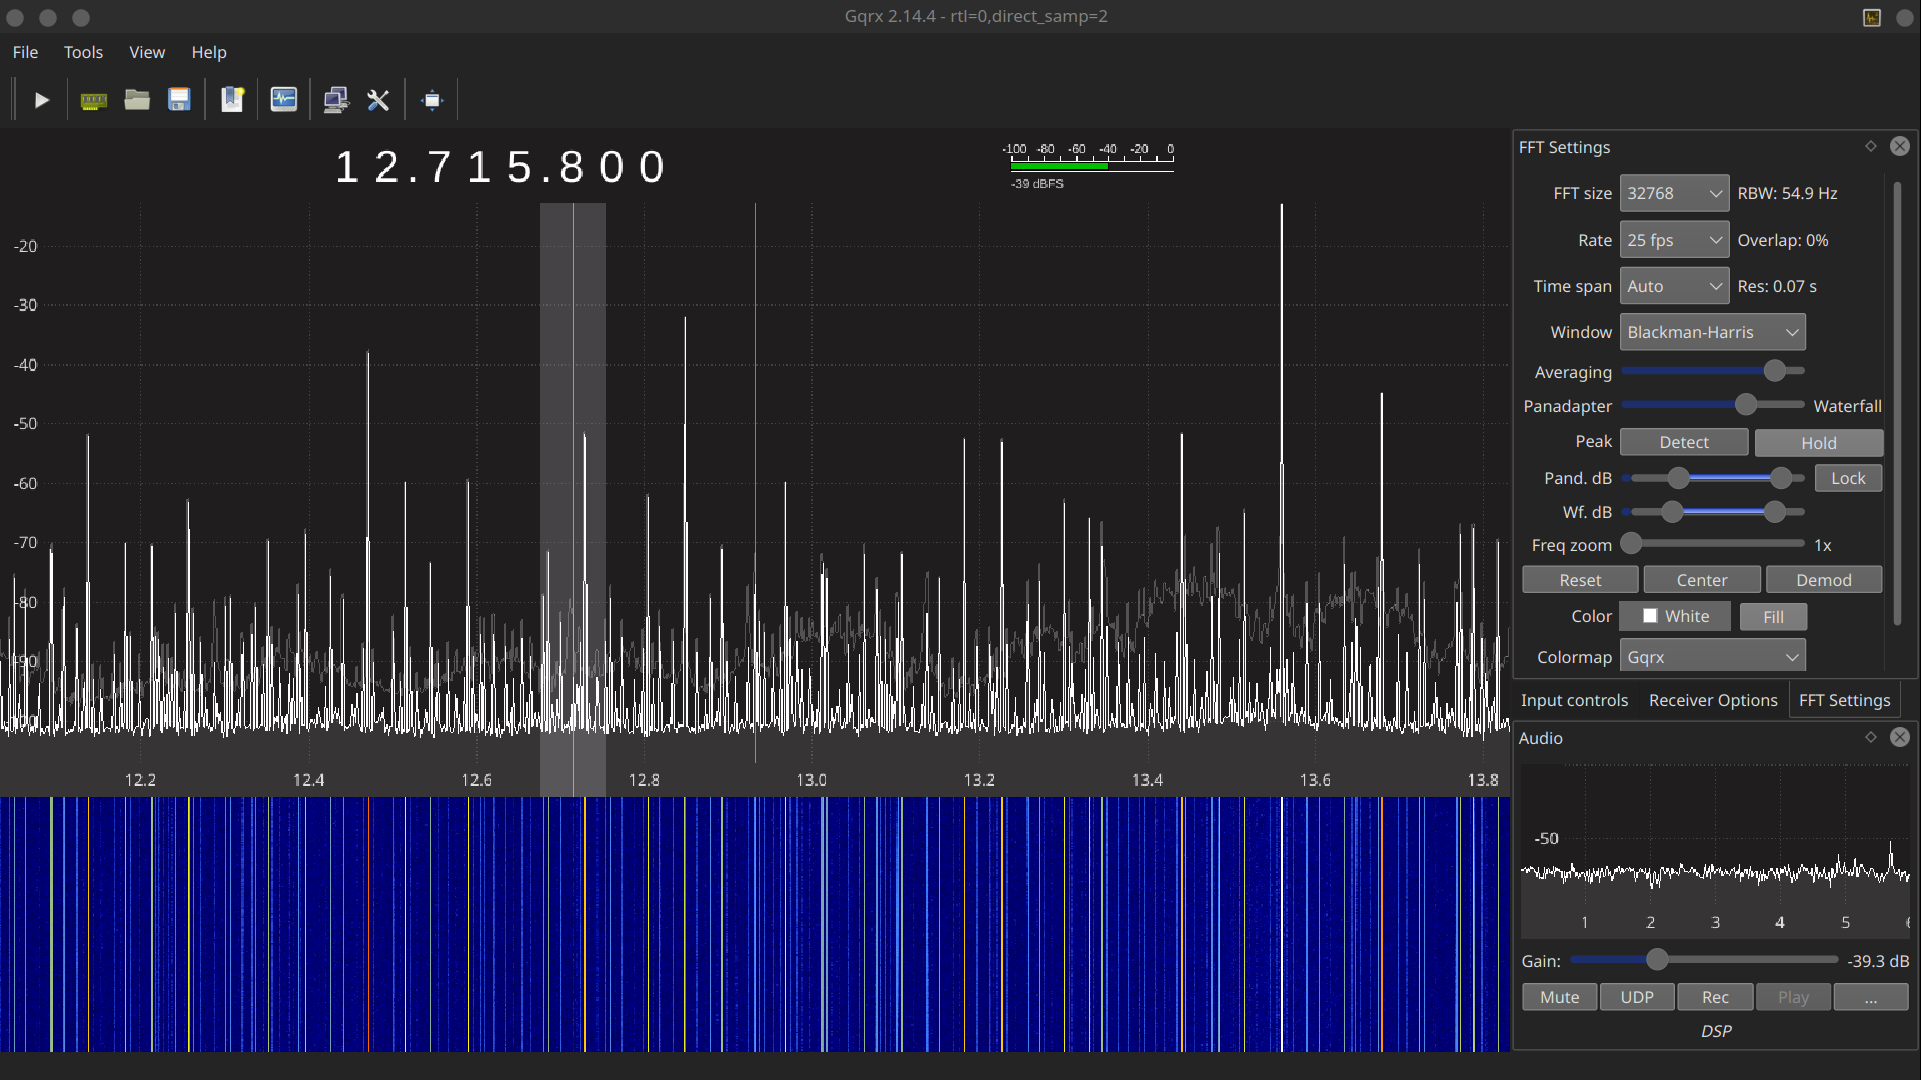 Gqrx 2.14.4 - rtl=0,direct_samp=2
File Tools View Help
12.715.800
-100 -80 -60 -40 -20 0
-39 dBFS
-20
-30
-40
-50
-60
-70
-80
-90
12.2 12.4 12.6 12.8 13.0 13.2 13.4 13.6 13.8
FFT Settings
FFT size 32768 RBW: 54.9 Hz
Rate 25 fps Overlap: 0%
Time span Auto Res: 0.07 s
Window Blackman-Harris
Averaging
Panadapter Waterfall
Peak Detect Hold
Pand. dB Lock
Wf. dB
Freq zoom 1x
Reset Center Demod
Color White Fill
Colormap Gqrx
Input controls Receiver Options FFT Settings
Audio
-50
1 2 3 4 5
Gain: -39.3 dB
Mute UDP Rec Play ...
DSP